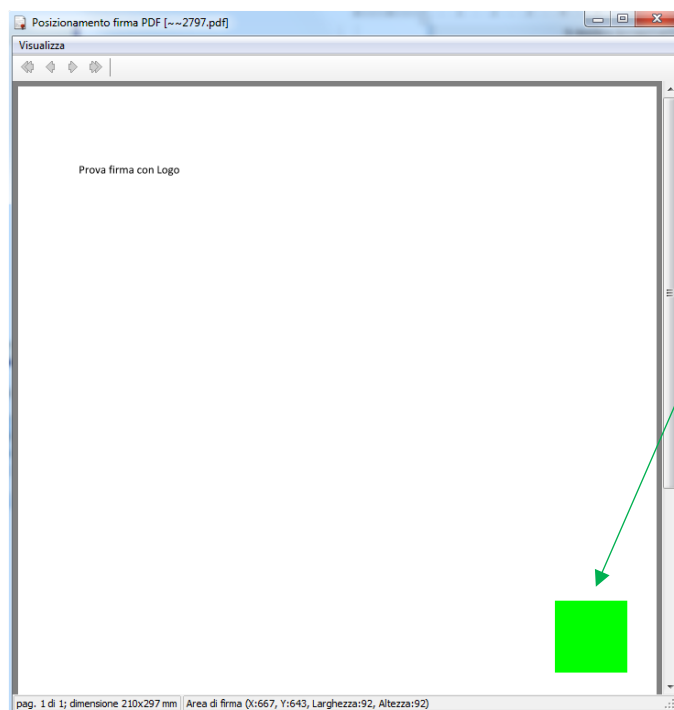 Posizionamento firma PDF [~~2797.pdf]
Visualizza
Prova firma con Logo
pag. 1 di 1; dimensione 210x297 mm Area di firma (X:667, Y:643, Larghezza:92, Altezza:92)